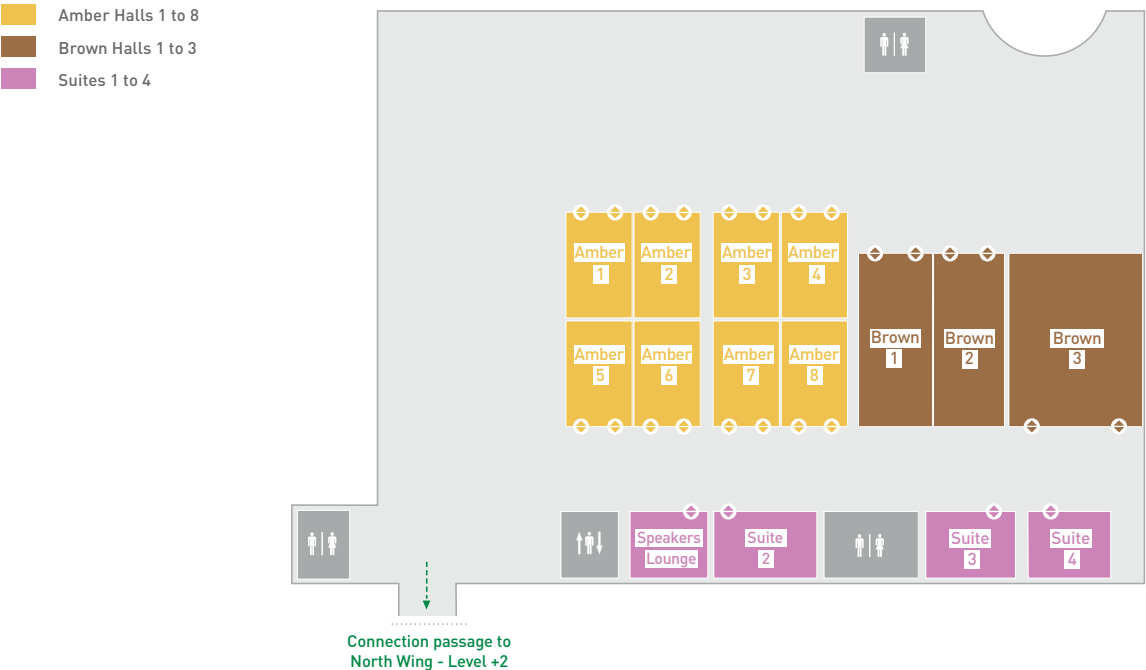 Amber Halls 1 to 8
Brown Halls 1 to 3
Suites 1 to 4
Amber
1
Amber
2
Amber
3
Amber
4
Amber
5
Amber
6
Amber
7
Amber
8
Brown
1
Brown
2
Brown
3
Speakers
Lounge
Suite
2
Suite
3
Suite
4
Connection passage to
North Wing - Level +2